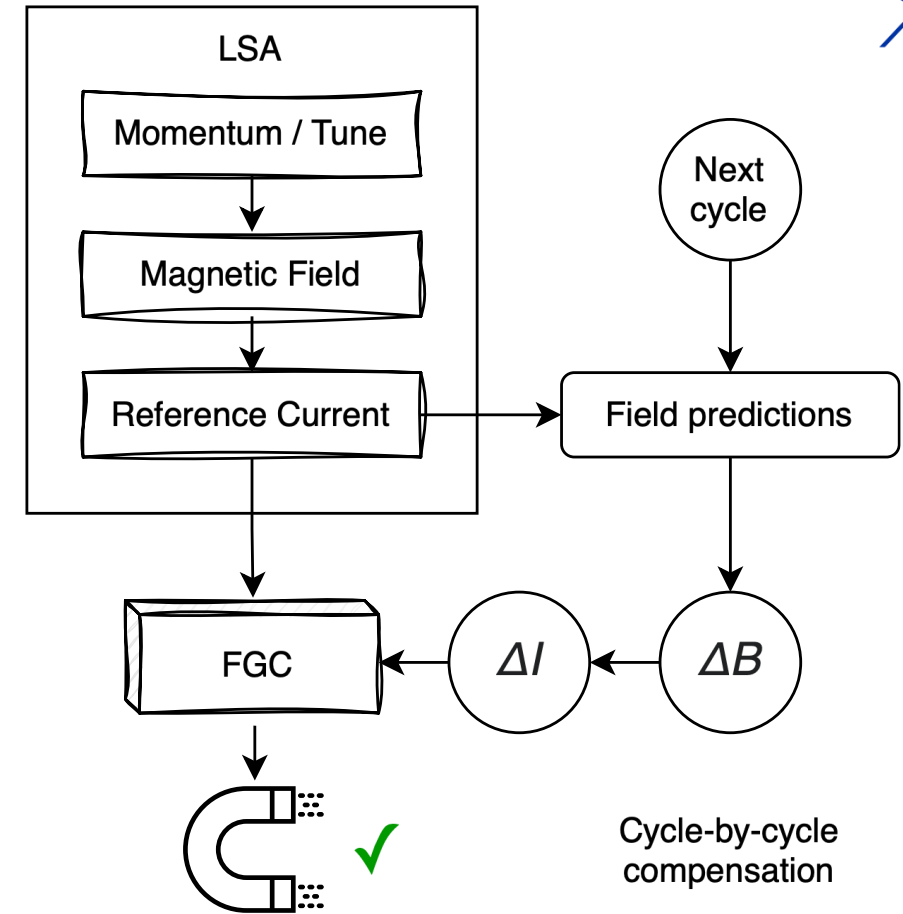 LSA
Momentum / Tune
Magnetic Field
Reference Current
Next
cycle
Field predictions
FGC
ΔI
ΔB
Cycle-by-cycle
compensation